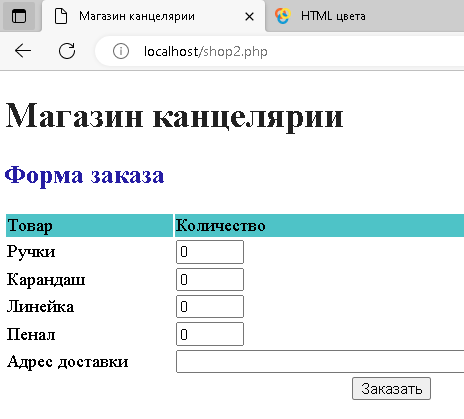 Магазин канцелярии
HTML цвета
localhost/shop2.php
Магазин канцелярии
Форма заказа
Товар Количество
Ручки 0
Карандаш 0
Линейка 0
Пенал 0
Адрес доставки
Заказать